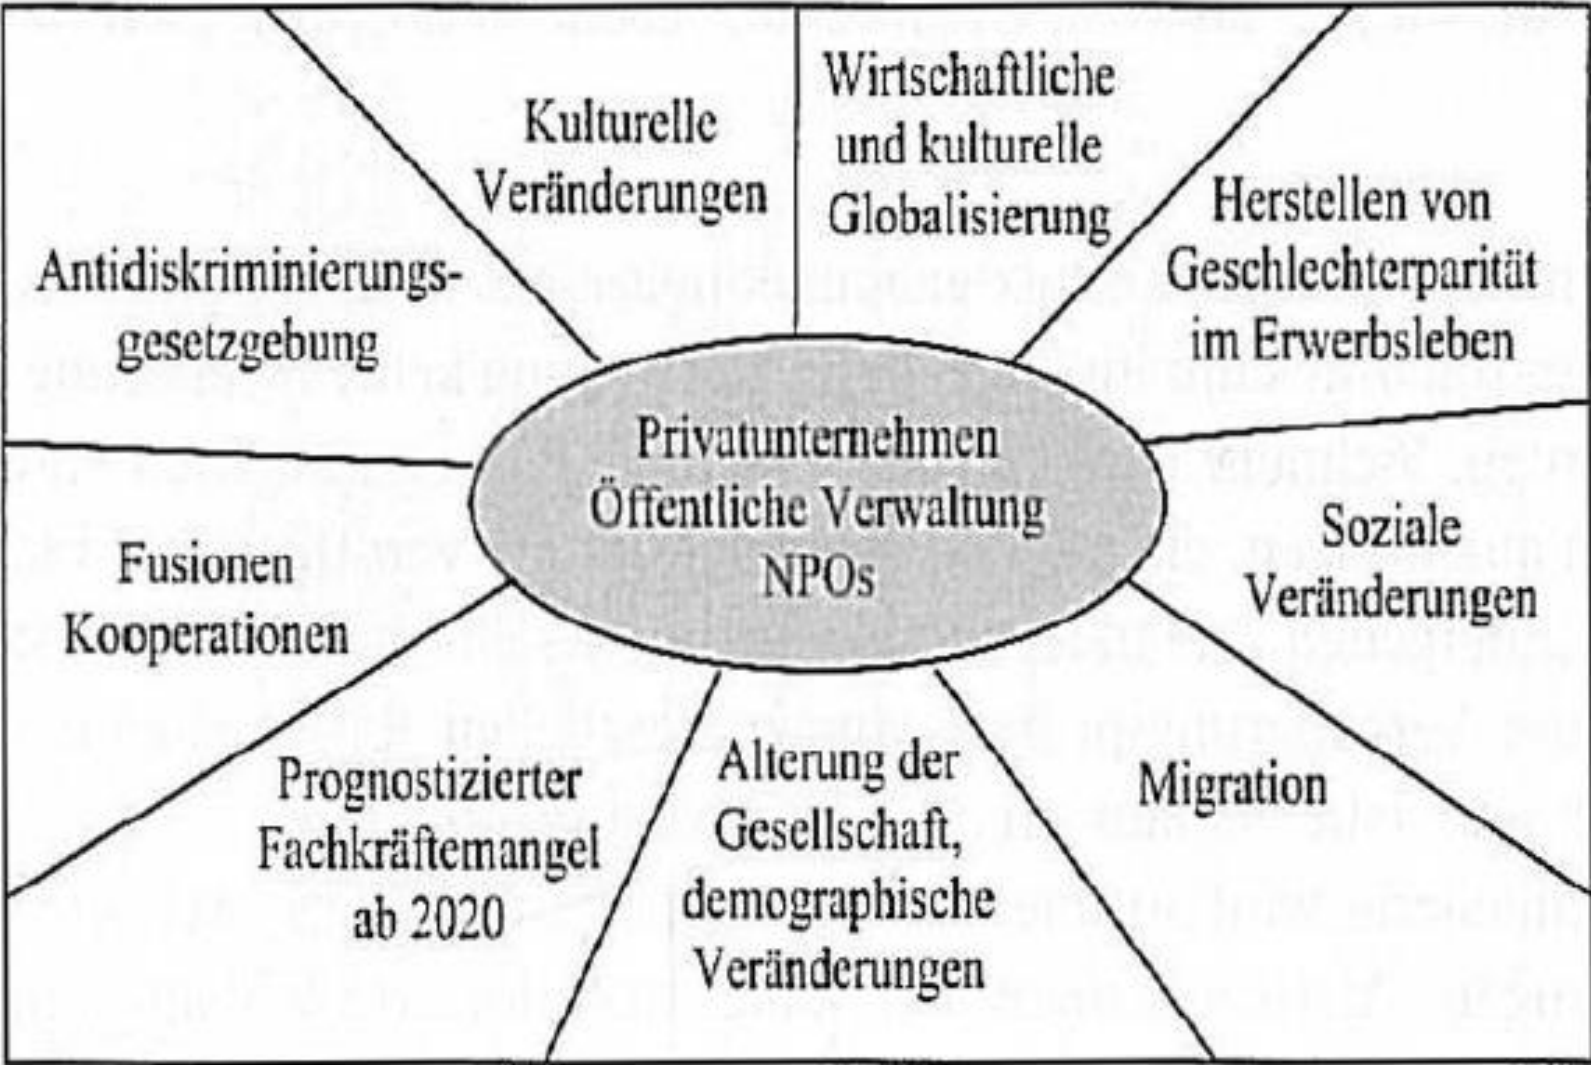 Kulturelle
Veränderungen
Wirtschaftliche
und kulturelle
Globalisierung
Herstellen von
Geschlechterparität
im Erwerbsleben
Antidiskriminierungs-
gesetzgebung
Privatunternehmen
Öffentliche Verwaltung
NPOs
Soziale
Veränderungen
Fusionen
Kooperationen
Prognostizierter
Fachkräftemangel
ab 2020
Alterung der
Gesellschaft,
demographische
Veränderungen
Migration